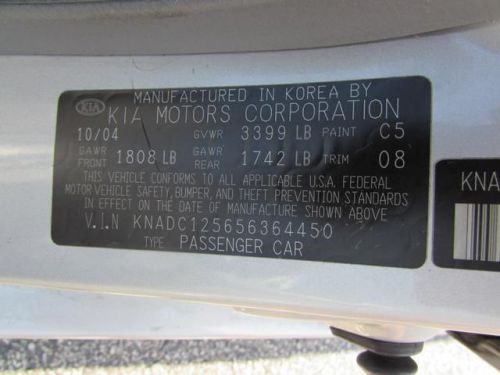 MANUFACTURED IN KOREA BY
KIA KIA MOTORS CORPORATION
10/04 GVWR 3399 LB PAINT C5
GAWR FRONT 1808 LB GAWR REAR 1742 LB TRIM 08
THIS VEHICLE CONFORMS TO ALL APPLICABLE U.S.A. FEDERAL
MOTOR VEHICLE SAFETY, BUMPER, AND THEFT PREVENTION STANDARDS
IN EFFECT ON THE DATE OF MANUFACTURE SHOWN ABOVE
V.I.N KNADC125656364450
TYPE: PASSENGER CAR
KNA